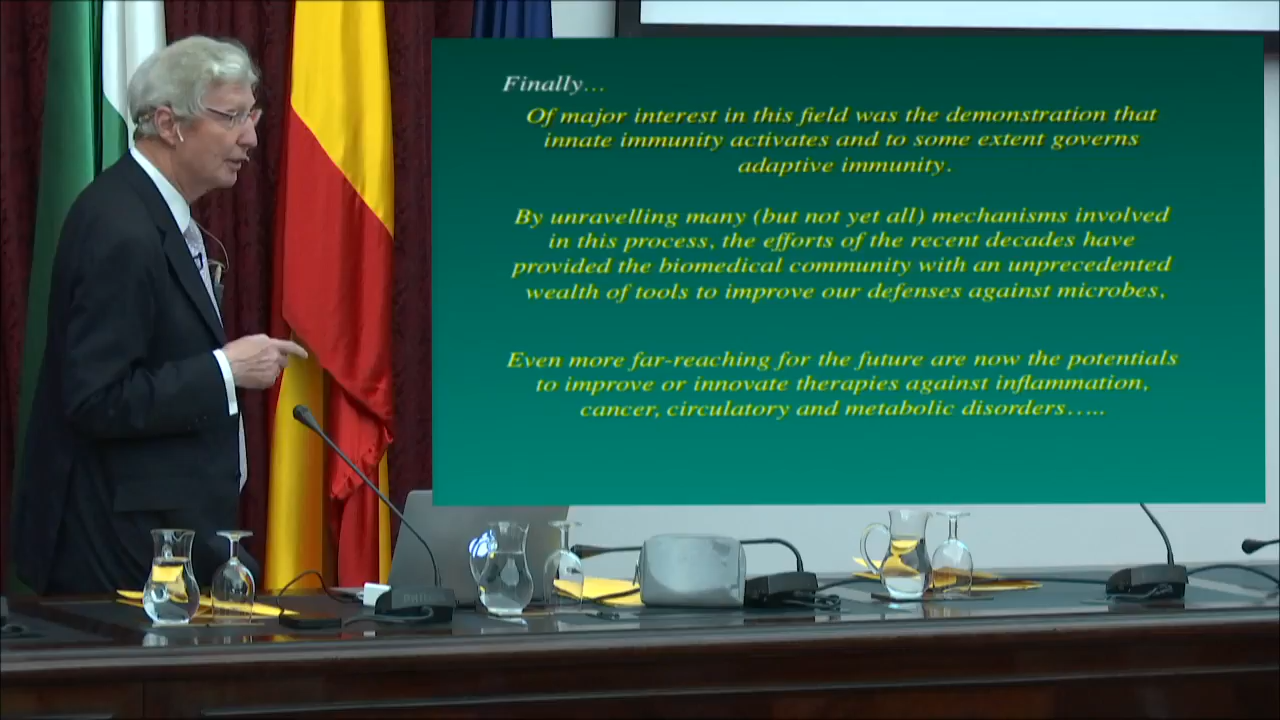 Finally...
Of major interest in this field was the demonstration that
innate immunity activates and to some extent governs
adaptive immunity.
By unravelling many (but not yet all) mechanisms involved
in this process, the efforts of the recent decades have
provided the biomedical community with an unprecedented
wealth of tools to improve our defenses against microbes,
Even more far-reaching for the future are now the potentials
to improve or innovate therapies against inflammation,
cancer, circulatory and metabolic disorders.....